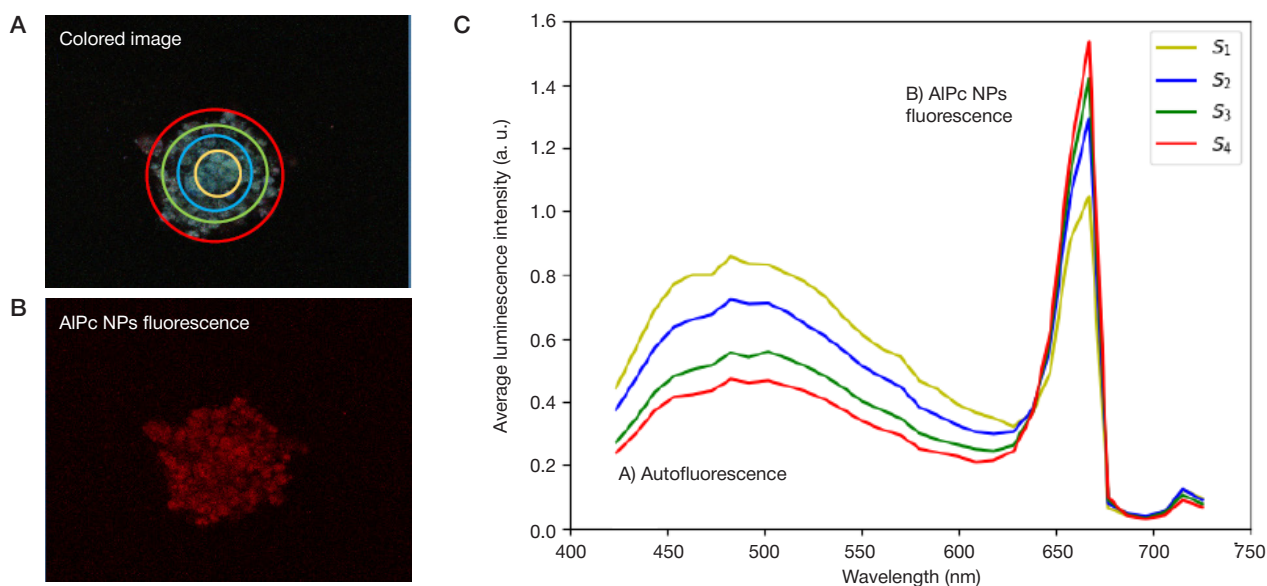 A
Colored image
B
AlPc NPs fluorescence
C
Average luminescence intensity (a. u.)
1.6
1.4
1.2
1.0
0.8
0.6
0.4
0.2
0.0
B) AlPc NPs
fluorescence
A) Autofluorescence
S1
S2
S3
S4
400
450
500
550
600
650
700
750
Wavelength (nm)